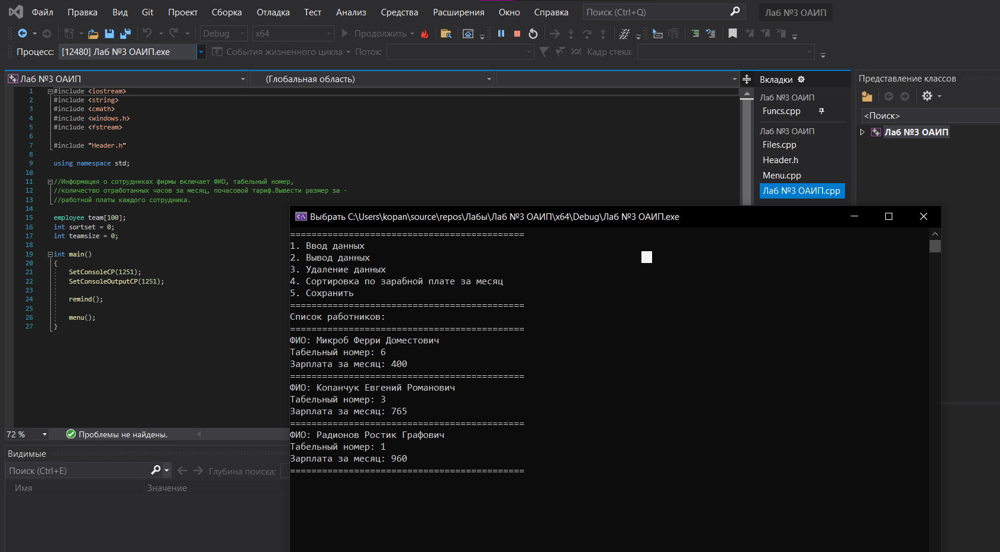 Файл Правка Вид Git Проект Сборка Отладка Тест Анализ Средства Расширения Окно Справка Поиск (Ctrl+Q) Лаб №3 ОАИП
Debug x64 Продолжить
Процесс: [12480] Лаб №3 ОАИП.exe События жизненного цикла Поток: Кадр стека:
Лаб №3 ОАИП (Глобальная область)
1 #include <iostream>
2 #include <string>
3 #include <cmath>
4 #include <windows.h>
5 #include <fstream>
6
7 #include "Header.h"
8
9 using namespace std;
10
11 //Информация о сотрудниках фирмы включает ФИО, табельный номер,
12 //количество отработанных часов за месяц, почасовой тариф.Вывести размер за -
13 //работной платы каждого сотрудника.
14
15 employee team[100];
16 int sortset = 0;
17 int teamsize = 0;
18
19 int main()
20 {
21 SetConsoleCP(1251);
22 SetConsoleOutputCP(1251);
23
24 remind();
25
26 menu();
27 }
72 % Проблемы не найдены.
Видимые
Поиск (Ctrl+E) Глубина поиска:
Имя Значение
Вкладки
Лаб №3 ОАИП
Funcs.cpp
Лаб №3 ОАИП
Files.cpp
Header.h
Menu.cpp
Лаб №3 ОАИП.cpp
Представление классов
<Поиск>
Лаб №3 ОАИП
Выбрать C:\Users\kopan\source\repos\Лабы\Лаб №3 ОАИП\x64\Debug\Лаб №3 ОАИП.exe
============================================
1. Ввод данных
2. Вывод данных
3. Удаление данных
4. Сортировка по зарабной плате за месяц
5. Сохранить
============================================
Список работников:
============================================
ФИО: Микроб Ферри Доместович
Табельный номер: 6
Зарплата за месяц: 400
============================================
ФИО: Копанчук Евгений Романович
Табельный номер: 3
Зарплата за месяц: 765
============================================
ФИО: Радионов Ростик Графович
Табельный номер: 1
Зарплата за месяц: 960
============================================